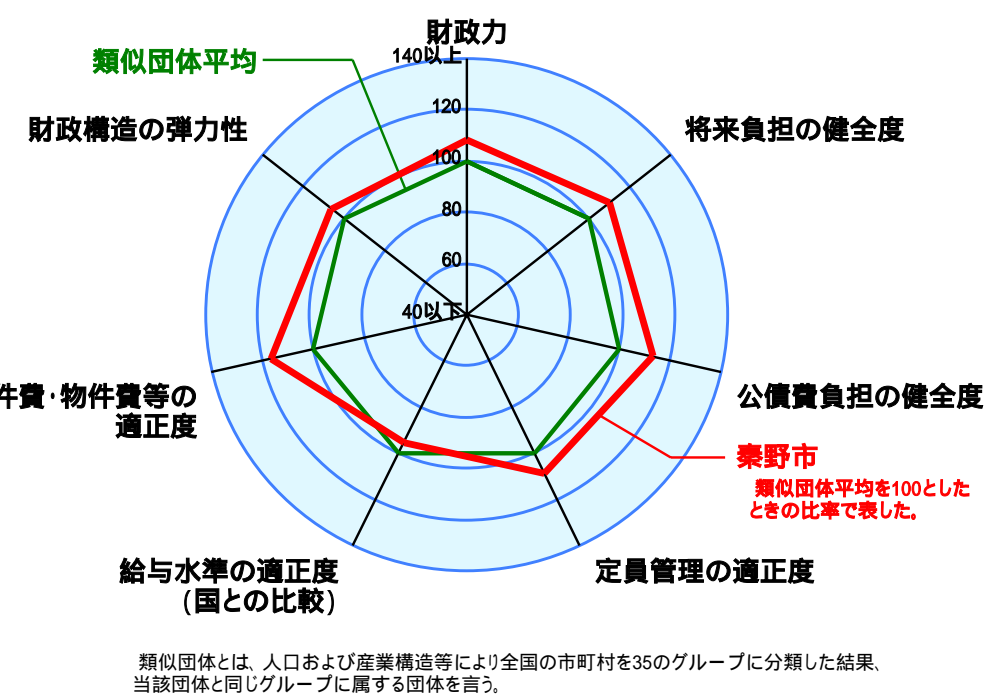 財政力
140以上
類似団体平均
120
財政構造の弾力性
将来負担の健全度
100
80
60
40以下
件費・物件費等の
適正度
公債費負担の健全度
秦野市
類似団体平均を100とした
ときの比率で表した。
給与水準の適正度
(国との比較)
定員管理の適正度
類似団体とは、人口および産業構造等により全国の市町村を35のグループに分類した結果、
当該団体と同じグループに属する団体を言う。